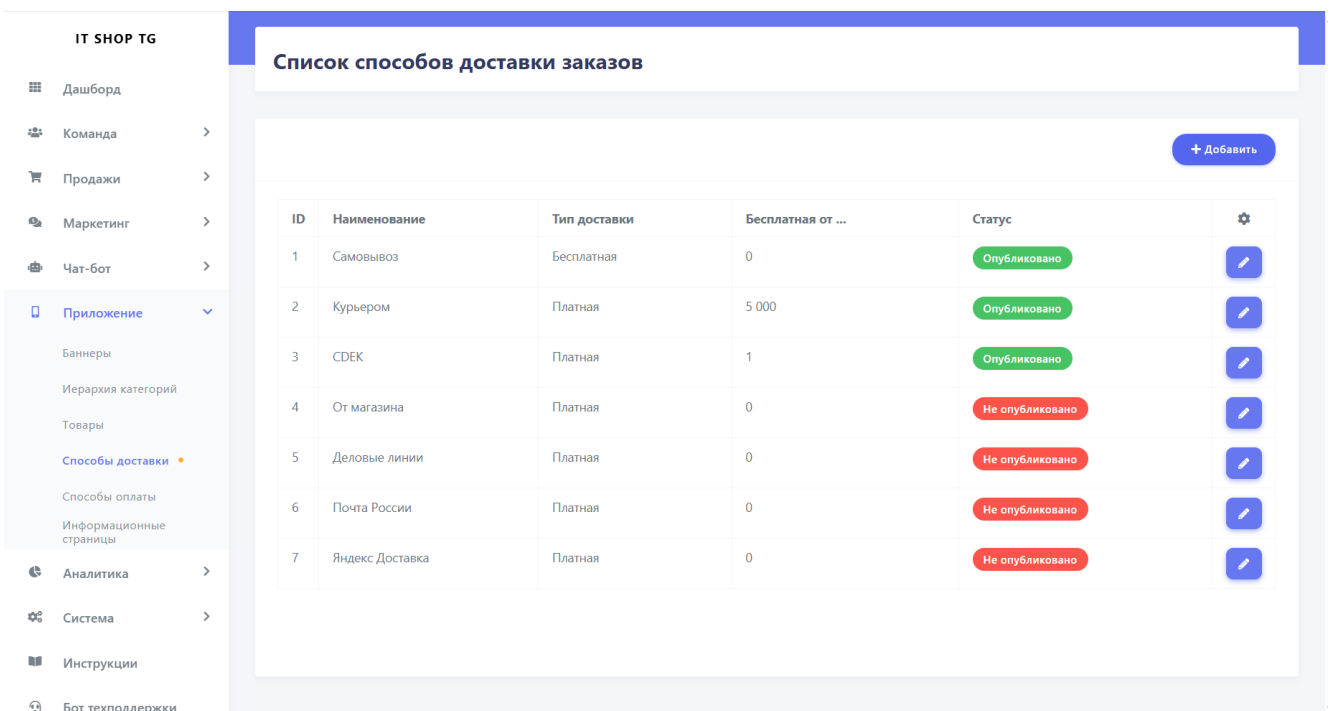 IT SHOP TG
Дашборд
Команда
Продажи
Маркетинг
Чат-бот
Приложение
Баннеры
Иерархия категорий
Товары
Способы доставки
Способы оплаты
Информационные
страницы
Аналитика
Система
Инструкции
Бот техподдержки
Список способов доставки заказов
+ Добавить
ID Наименование Тип доставки Бесплатная от ... Статус
1 Самовывоз Бесплатная 0 Опубликовано
2 Курьером Платная 5 000 Опубликовано
3 CDEK Платная 1 Опубликовано
4 От магазина Платная 0 Не опубликовано
5 Деловые линии Платная 0 Не опубликовано
6 Почта России Платная 0 Не опубликовано
7 Яндекс Доставка Платная 0 Не опубликовано